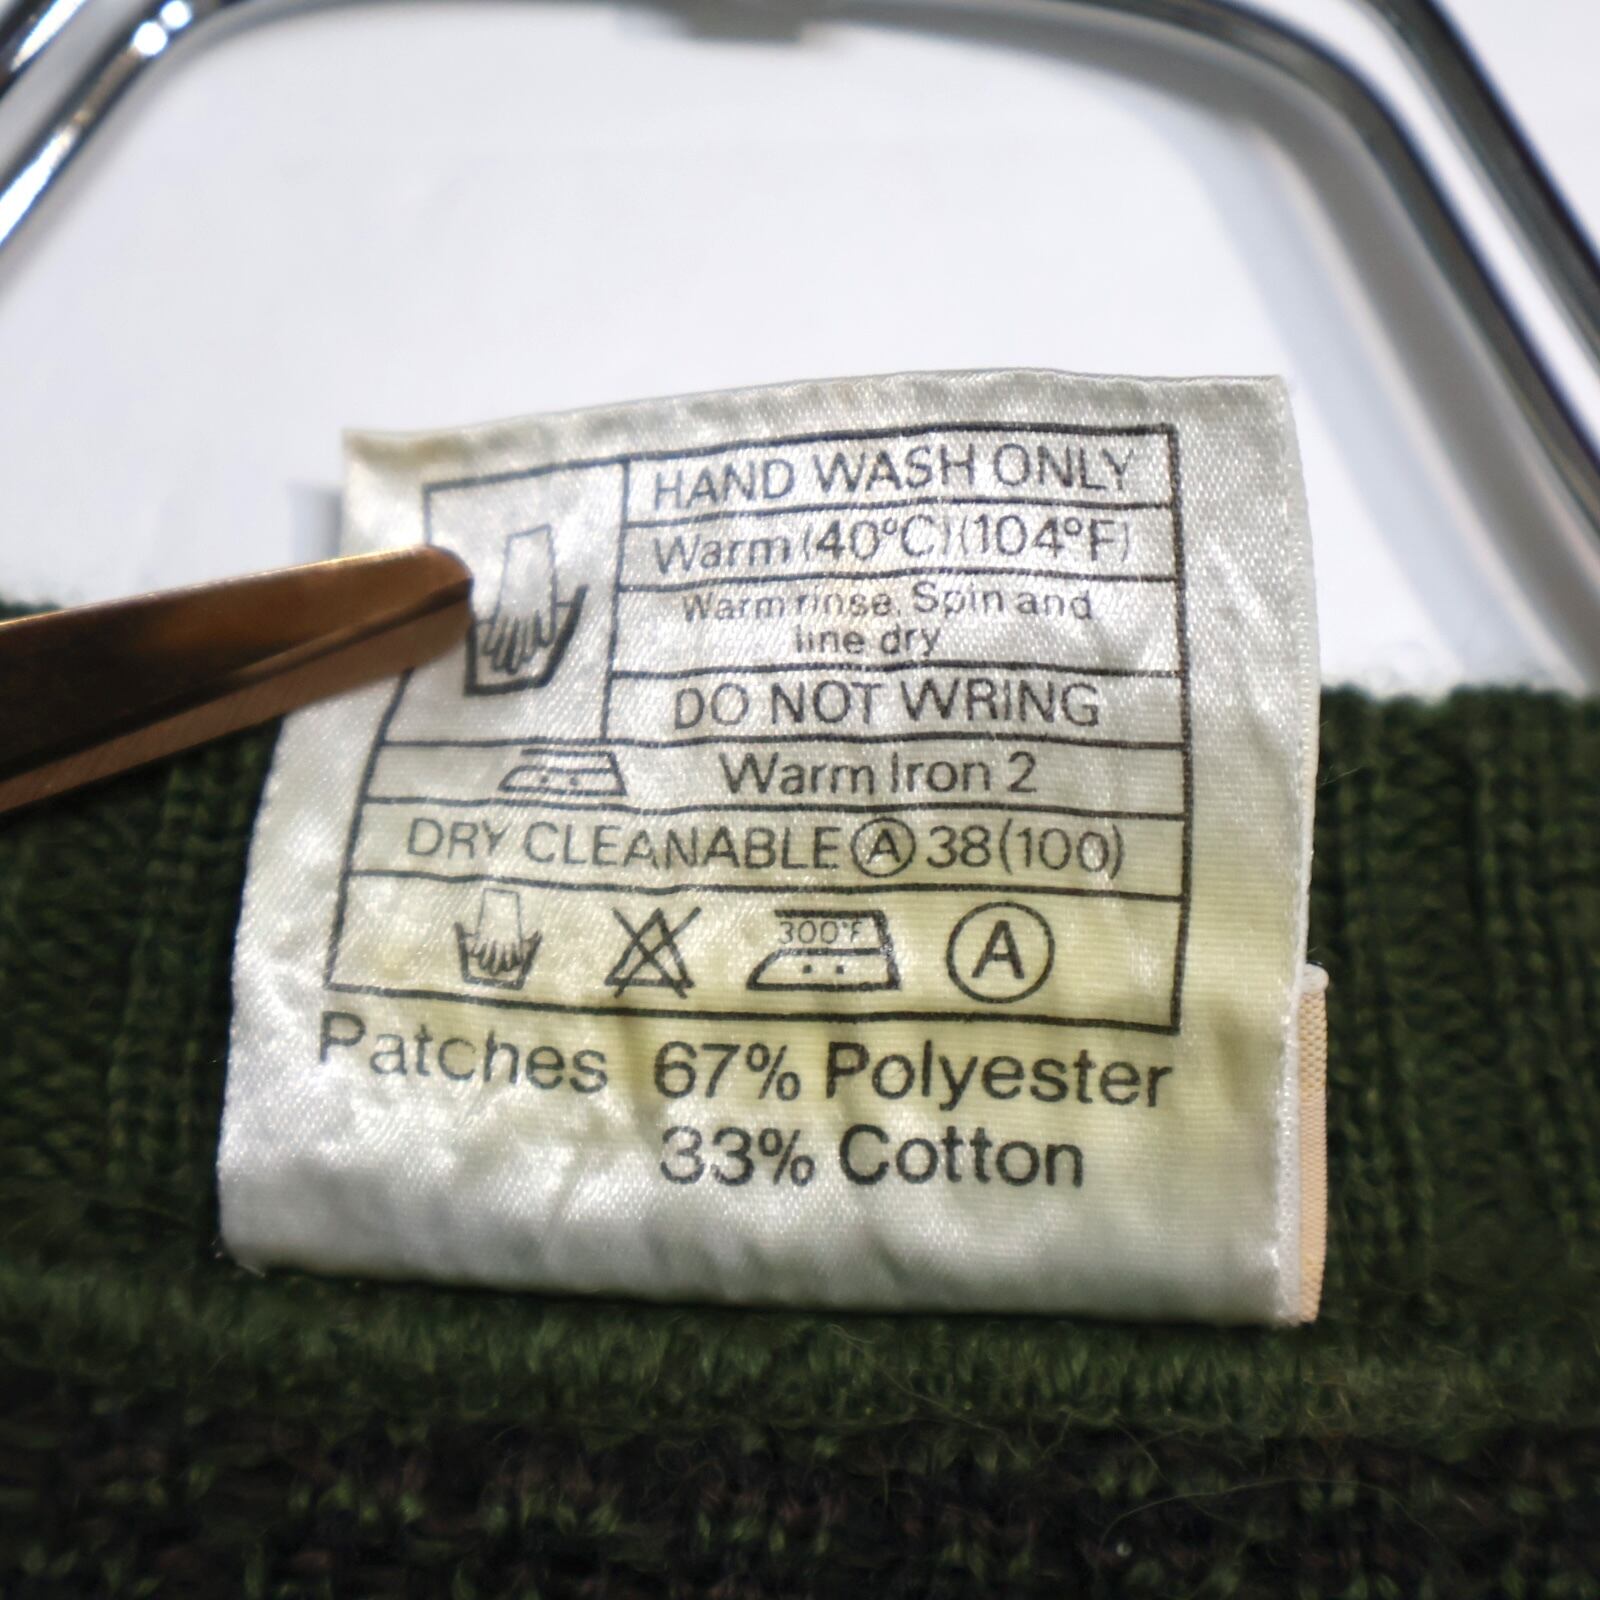 HAND WASH ONLY
Warm (40°C) (104°F)
Warm rinse. Spin and
line dry
DO NOT WRING
Warm Iron 2
DRY CLEANABLE Ⓐ 38(100)
300°F
A
Patches 67% Polyester
33% Cotton